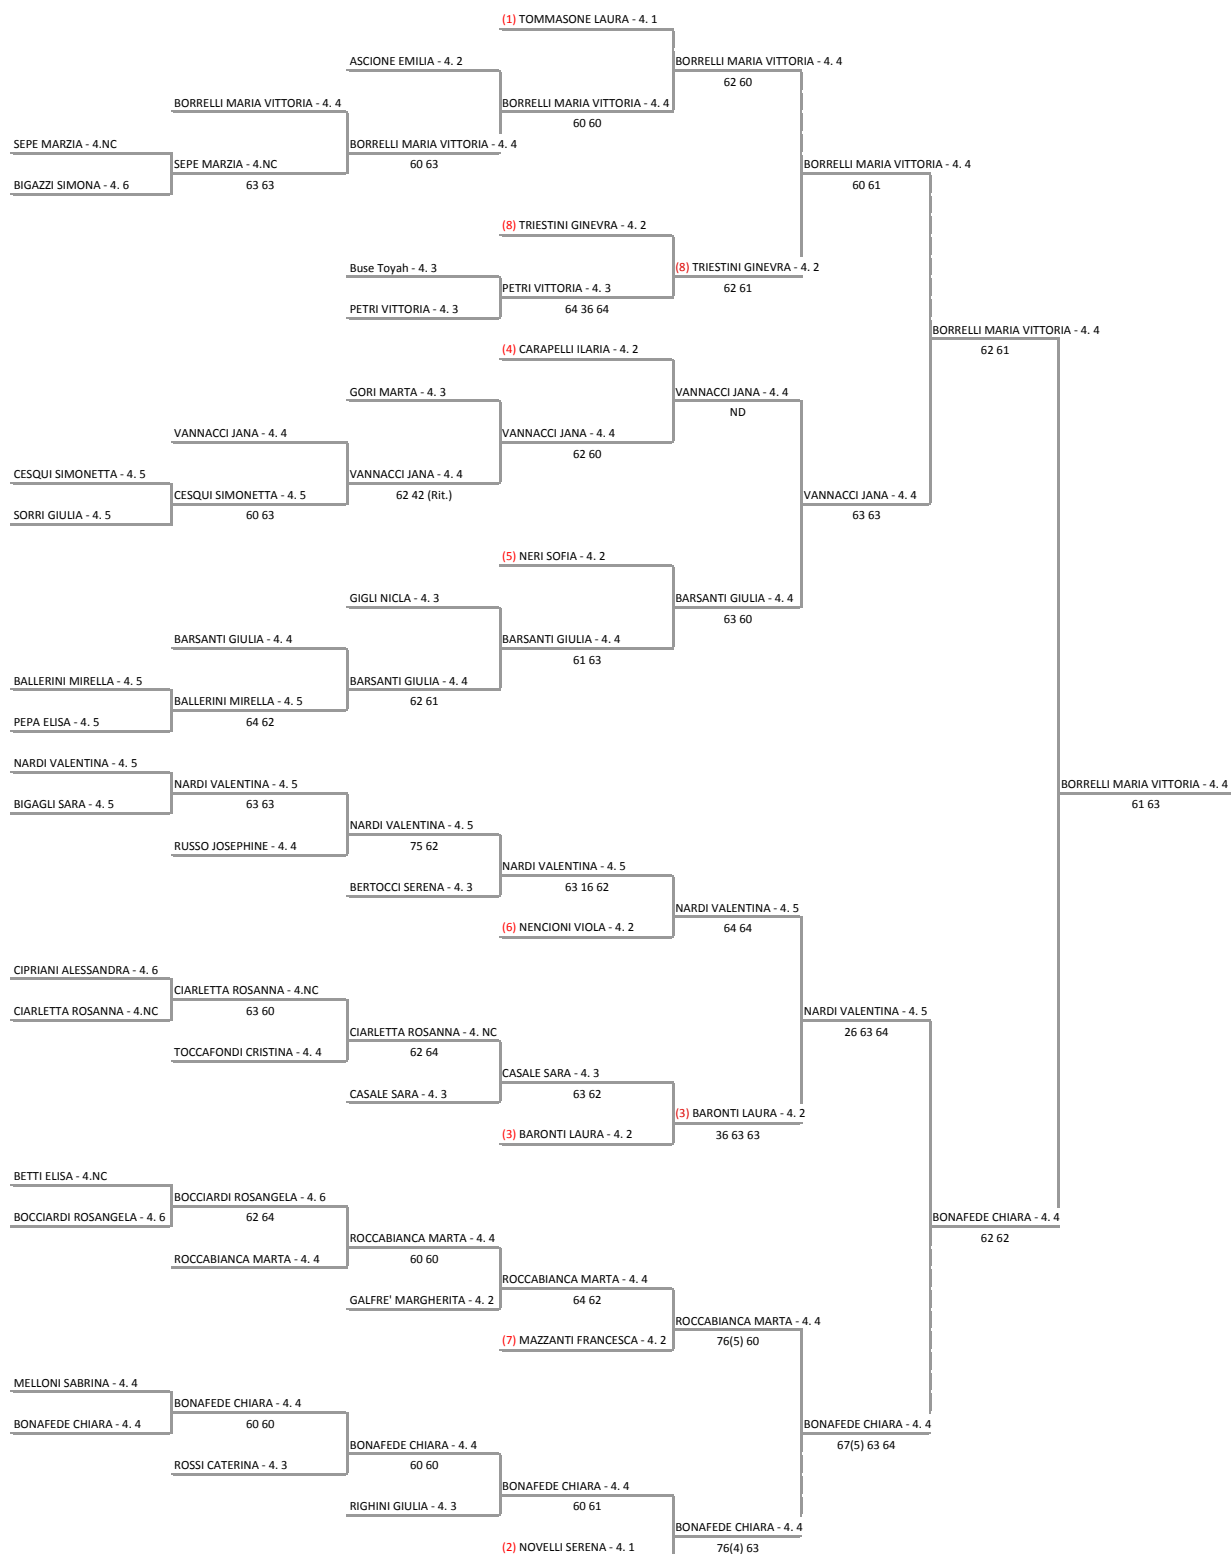 (1) TOMMASONE LAURA - 4. 1
ASCIONE EMILIA - 4. 2
BORRELLI MARIA VITTORIA - 4. 4
62 60
BORRELLI MARIA VITTORIA - 4. 4
BORRELLI MARIA VITTORIA - 4. 4
60 60
SEPE MARZIA - 4.NC
BORRELLI MARIA VITTORIA - 4. 4
60 63
SEPE MARZIA - 4.NC
63 63
BORRELLI MARIA VITTORIA - 4. 4
60 61
BIGAZZI SIMONA - 4. 6
(8) TRIESTINI GINEVRA - 4. 2
Buse Toyah - 4. 3
(8) TRIESTINI GINEVRA - 4. 2
62 61
PETRI VITTORIA - 4. 3
64 36 64
PETRI VITTORIA - 4. 3
BORRELLI MARIA VITTORIA - 4. 4
62 61
(4) CARAPELLI ILARIA - 4. 2
GORI MARTA - 4. 3
VANNACCI JANA - 4. 4
ND
VANNACCI JANA - 4. 4
VANNACCI JANA - 4. 4
62 60
CESQUI SIMONETTA - 4. 5
VANNACCI JANA - 4. 4
62 42 (Rit.)
CESQUI SIMONETTA - 4. 5
60 63
VANNACCI JANA - 4. 4
63 63
SORRI GIULIA - 4. 5
(5) NERI SOFIA - 4. 2
GIGLI NICLA - 4. 3
BARSANTI GIULIA - 4. 4
63 60
BARSANTI GIULIA - 4. 4
BARSANTI GIULIA - 4. 4
61 63
BALLERINI MIRELLA - 4. 5
BARSANTI GIULIA - 4. 4
62 61
BALLERINI MIRELLA - 4. 5
64 62
PEPA ELISA - 4. 5
NARDI VALENTINA - 4. 5
NARDI VALENTINA - 4. 5
63 63
BORRELLI MARIA VITTORIA - 4. 4
61 63
BIGAGLI SARA - 4. 5
NARDI VALENTINA - 4. 5
75 62
RUSSO JOSEPHINE - 4. 4
NARDI VALENTINA - 4. 5
63 16 62
BERTOCCI SERENA - 4. 3
NARDI VALENTINA - 4. 5
64 64
(6) NENCIONI VIOLA - 4. 2
CIPRIANI ALESSANDRA - 4. 6
CIARLETTA ROSANNA - 4.NC
63 60
CIARLETTA ROSANNA - 4.NC
NARDI VALENTINA - 4. 5
26 63 64
CIARLETTA ROSANNA - 4. NC
62 64
TOCCAFONDI CRISTINA - 4. 4
CASALE SARA - 4. 3
63 62
CASALE SARA - 4. 3
(3) BARONTI LAURA - 4. 2
36 63 63
(3) BARONTI LAURA - 4. 2
BETTI ELISA - 4.NC
BOCCIARDI ROSANGELA - 4. 6
62 64
BOCCIARDI ROSANGELA - 4. 6
BONAFEDE CHIARA - 4. 4
62 62
ROCCABIANCA MARTA - 4. 4
60 60
ROCCABIANCA MARTA - 4. 4
ROCCABIANCA MARTA - 4. 4
64 62
GALFRE' MARGHERITA - 4. 2
ROCCABIANCA MARTA - 4. 4
76(5) 60
(7) MAZZANTI FRANCESCA - 4. 2
MELLONI SABRINA - 4. 4
BONAFEDE CHIARA - 4. 4
60 60
BONAFEDE CHIARA - 4. 4
BONAFEDE CHIARA - 4. 4
67(5) 63 64
BONAFEDE CHIARA - 4. 4
60 60
ROSSI CATERINA - 4. 3
BONAFEDE CHIARA - 4. 4
60 61
RIGHINI GIULIA - 4. 3
BONAFEDE CHIARA - 4. 4
76(4) 63
(2) NOVELLI SERENA - 4. 1